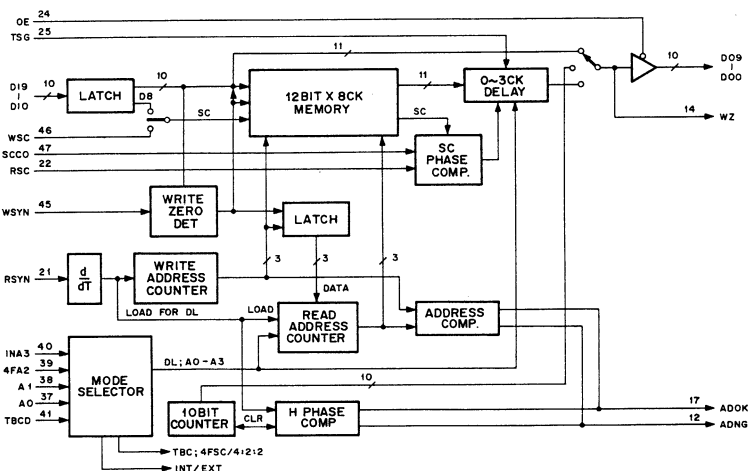 OE 24
TSG 25
11
10
DO9
|
DO0
DI9
|
DI0
10
LATCH
10
D8
SC
12BIT X 8CK
MEMORY
11
SC
0~3CK
DELAY
14
WZ
WSC 46
SCCO 47
RSC 22
SC
PHASE
COMP.
WSYN 45
WRITE
ZERO
DET
LATCH
3
3
3
DATA
RSYN 21
d
dT
WRITE
ADDRESS
COUNTER
LOAD FOR DL
LOAD
READ
ADDRESS
COUNTER
ADDRESS
COMP.
INA3 40
4FA2 39
A1 38
A0 37
TBCD 41
MODE
SELECTOR
DL; A0-A3
10
10BIT
COUNTER
CLR
H PHASE
COMP
17
ADOK
12
ADNG
TBC; 4FSC/4:2:2
INT/EXT